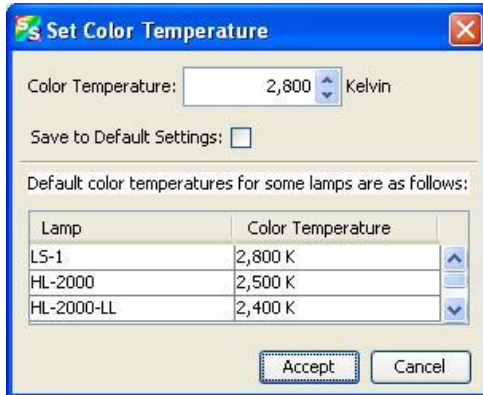 Set Color Temperature
Color Temperature: 2,800 Kelvin
Save to Default Settings:
Default color temperatures for some lamps are as follows:
Lamp Color Temperature
LS-1 2,800 K
HL-2000 2,500 K
HL-2000-LL 2,400 K
Accept Cancel